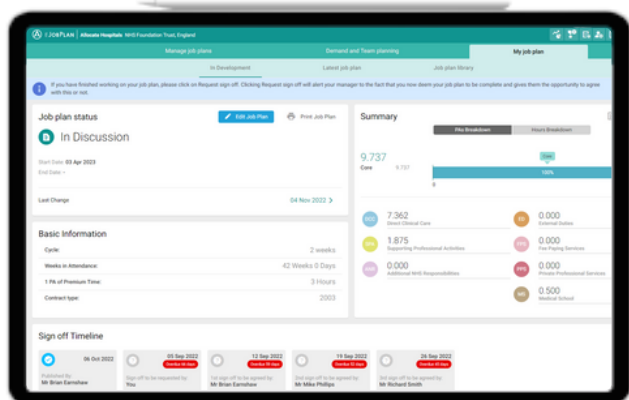 JOBPLAN | Allocate Hospitals NHS Foundation Trust, England
Manage job plans
Demand and Team planning
My job plan
In Development
Latest job plan
Job plan library
If you have finished working on your job plan, please click on Request sign off. Clicking Request sign off will alert your manager to the fact that you now deem your job plan to be complete and gives them the opportunity to agree
with this or not.
Job plan status
Edit Job Plan
Print Job Plan
In Discussion
Start Date: 03 Apr 2023
End Date: -
Last Change
04 Nov 2022 >
Summary
PAs Breakdown
Hours Breakdown
9.737
Core
9.737
Core
100%
0
DCC
7.362
Direct Clinical Care
SPA
1.875
Supporting Professional Activities
ANR
0.000
Additional NHS Responsibilities
ED
0.000
External Duties
FPS
0.000
Fee Paying Services
PPS
0.000
Private Professional Services
MS
0.500
Medical School
Basic Information
Cycle:
2 weeks
Weeks in Attendance:
42 Weeks 0 Days
1 PA of Premium Time:
3 Hours
Contract type:
2003
Sign off Timeline
06 Oct 2022
Published By
Mr Brian Earnshaw
05 Sep 2022
Sign off to be requested by
You
12 Sep 2022
1st sign off to be agreed by
Mr Brian Earnshaw
19 Sep 2022
2nd sign off to be agreed by
Mr Mike Phillips
26 Sep 2022
3rd sign off to be agreed by
Mr Richard Smith